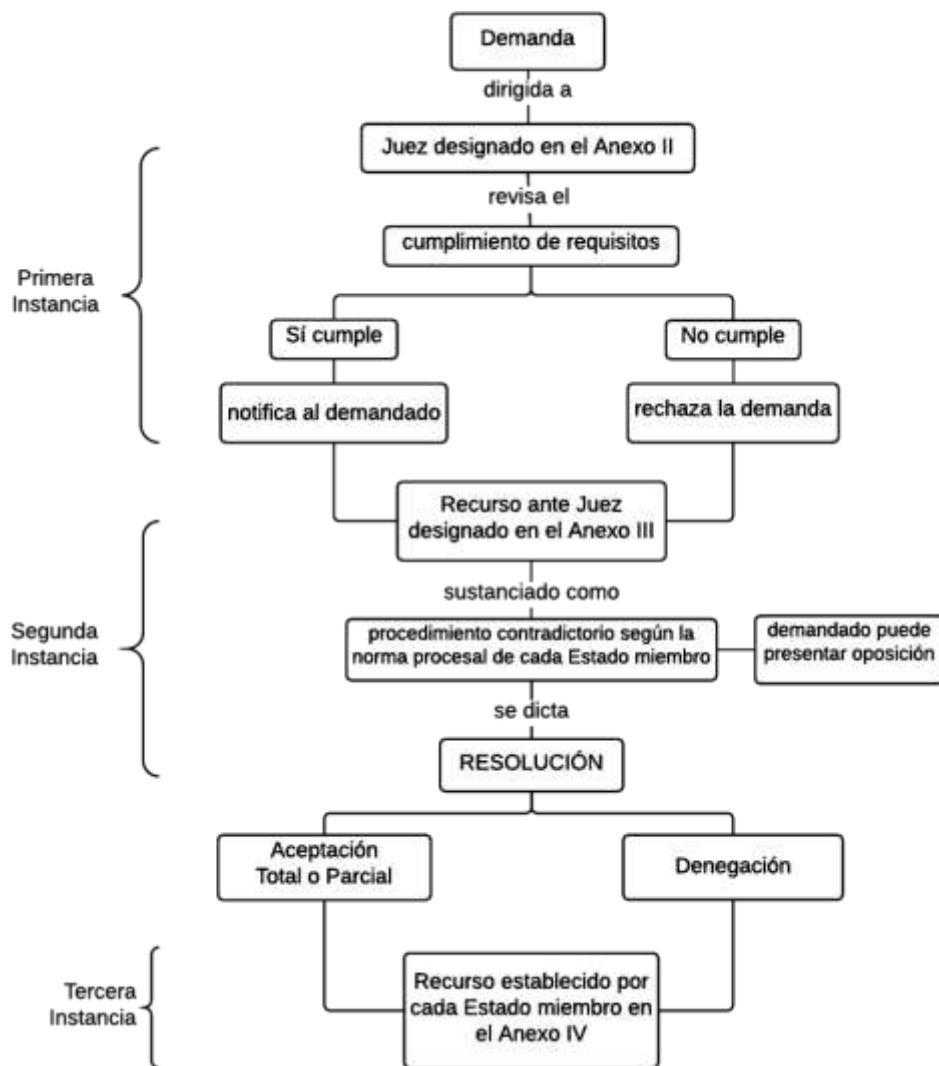 Demanda
dirigida a
Juez designado en el Anexo II
revisa el
cumplimiento de requisitos
Primera
Instancia
Sí cumple
No cumple
notifica al demandado
rechaza la demanda
Recurso ante Juez
designado en el Anexo III
sustanciado como
Segunda
Instancia
procedimiento contradictorio según la
norma procesal de cada Estado miembro
demandado puede
presentar oposición
se dicta
RESOLUCIÓN
Aceptación
Total o Parcial
Denegación
Tercera
Instancia
Recurso establecido por
cada Estado miembro en
el Anexo IV